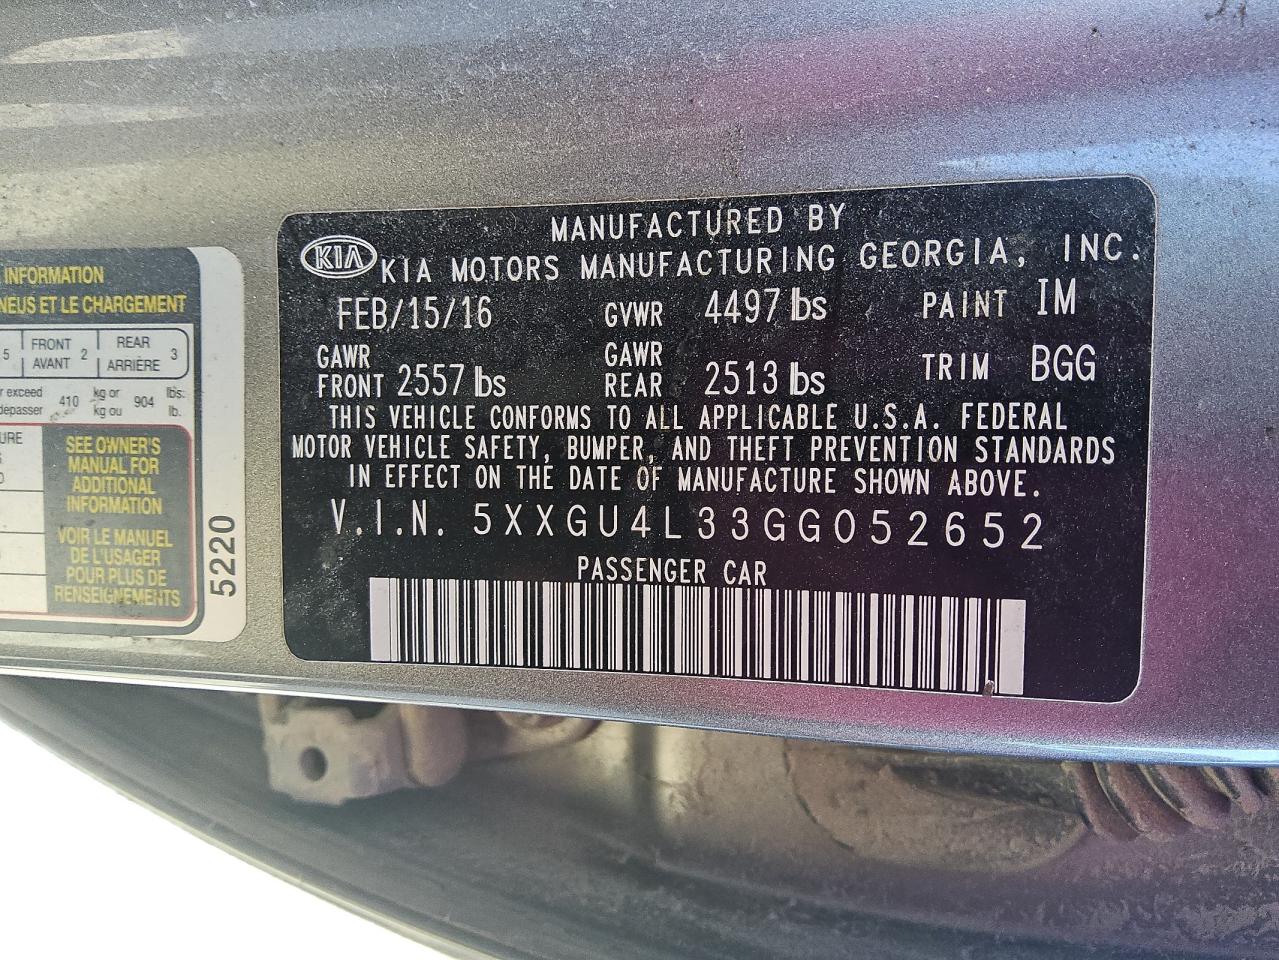 INFORMATION
NEUS ET LE CHARGEMENT
5 FRONT AVANT 2 REAR ARRIÈRE 3
exceed 410 kg or kg ou 904 lbs. lb.
dépasser
SEE OWNER'S
MANUAL FOR
ADDITIONAL
INFORMATION
VOIR LE MANUEL
DE L'USAGER
POUR PLUS DE
RENSEIGNEMENTS
5220
MANUFACTURED BY
KIA KIA MOTORS MANUFACTURING GEORGIA, INC.
FEB/15/16 GVWR 4497 lbs PAINT IM
GAWR FRONT 2557 lbs GAWR REAR 2513 lbs TRIM BGG
THIS VEHICLE CONFORMS TO ALL APPLICABLE U.S.A. FEDERAL
MOTOR VEHICLE SAFETY, BUMPER, AND THEFT PREVENTION STANDARDS
IN EFFECT ON THE DATE OF MANUFACTURE SHOWN ABOVE.
V.I.N. 5XXGU4L33GG052652
PASSENGER CAR